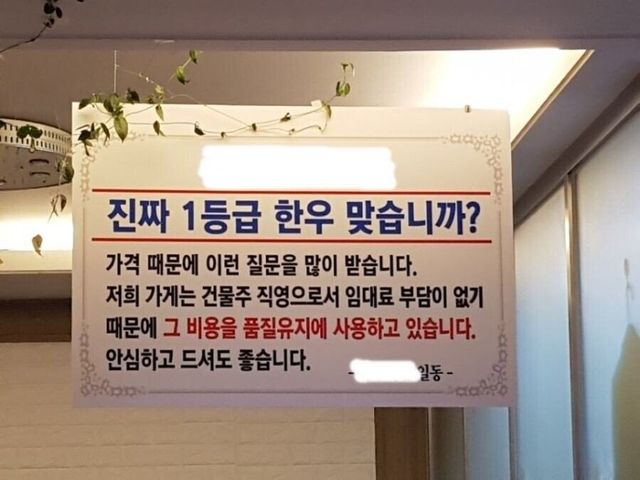 진짜 1등급 한우 맞습니까?
가격 때문에 이런 질문을 많이 받습니다.
저희 가게는 건물주 직영으로서 임대료 부담이 없기
때문에 그 비용을 품질유지에 사용하고 있습니다.
안심하고 드셔도 좋습니다.
- 일동 -